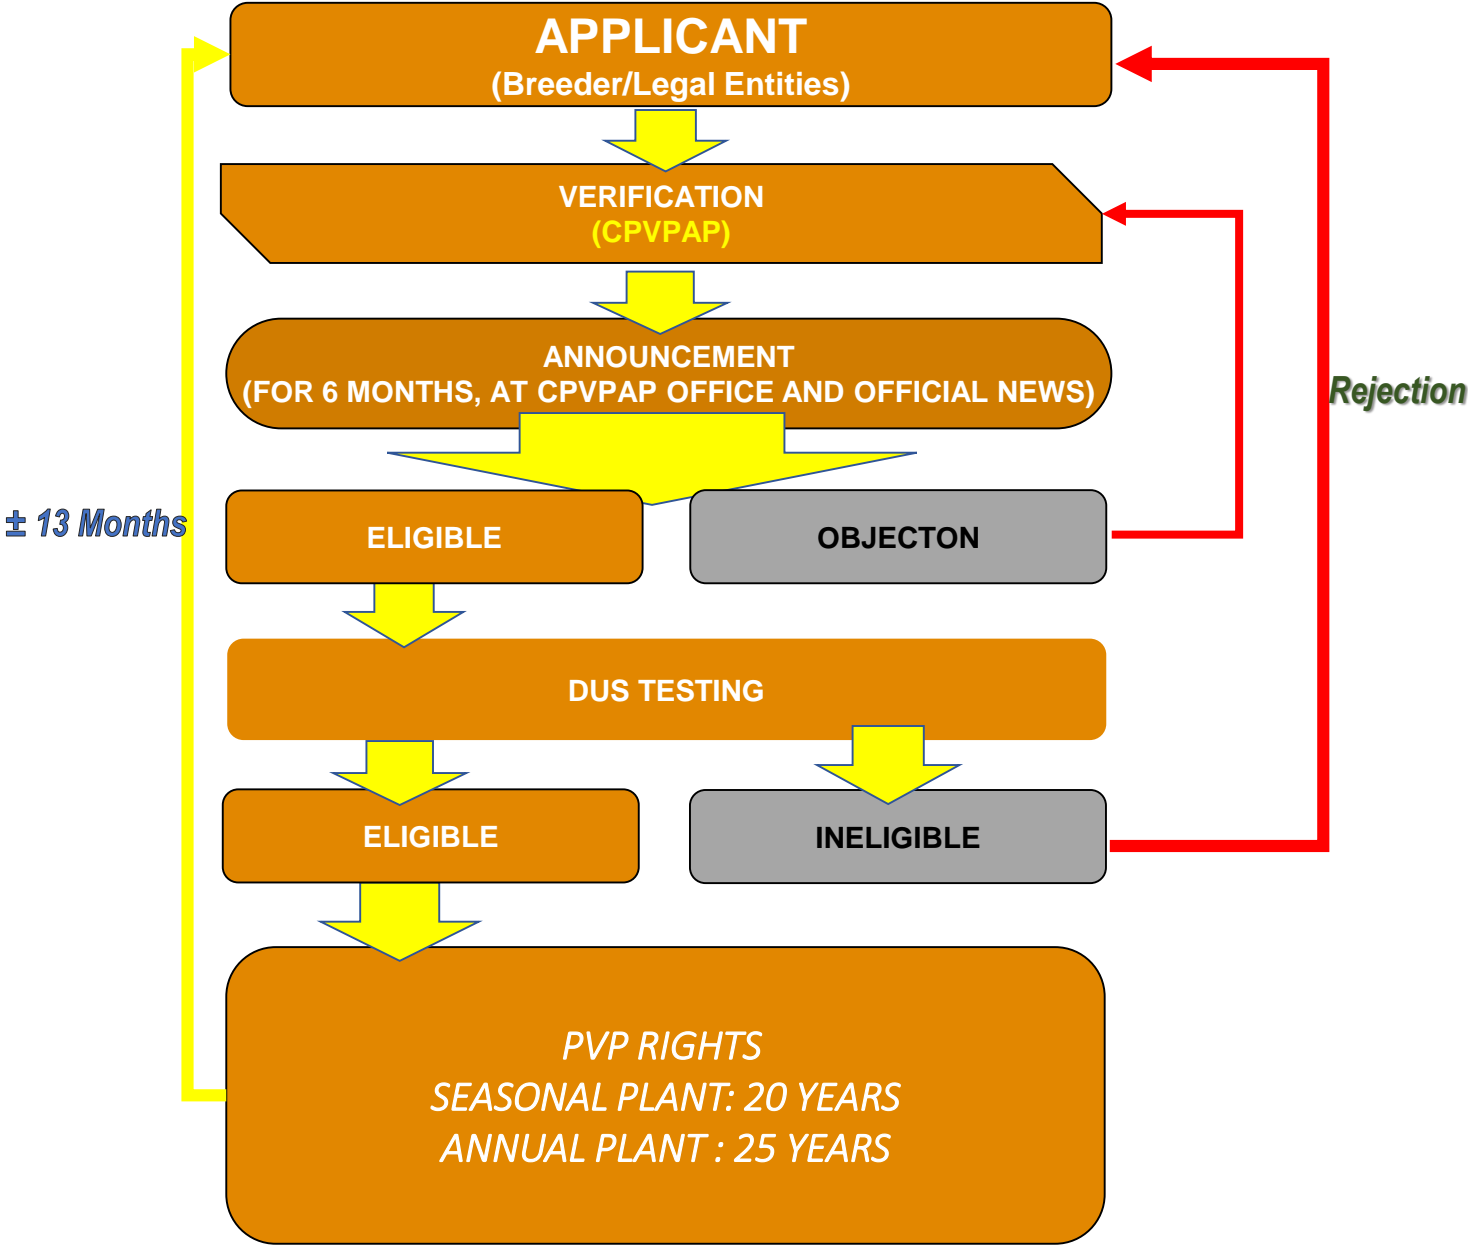 APPLICANT
(Breeder/Legal Entities)
VERIFICATION
(CPVPAP)
ANNOUNCEMENT
(FOR 6 MONTHS, AT CPVPAP OFFICE AND OFFICIAL NEWS)
Rejection
± 13 Months
ELIGIBLE
OBJECTON
DUS TESTING
ELIGIBLE
INELIGIBLE
PVP RIGHTS
SEASONAL PLANT: 20 YEARS
ANNUAL PLANT : 25 YEARS